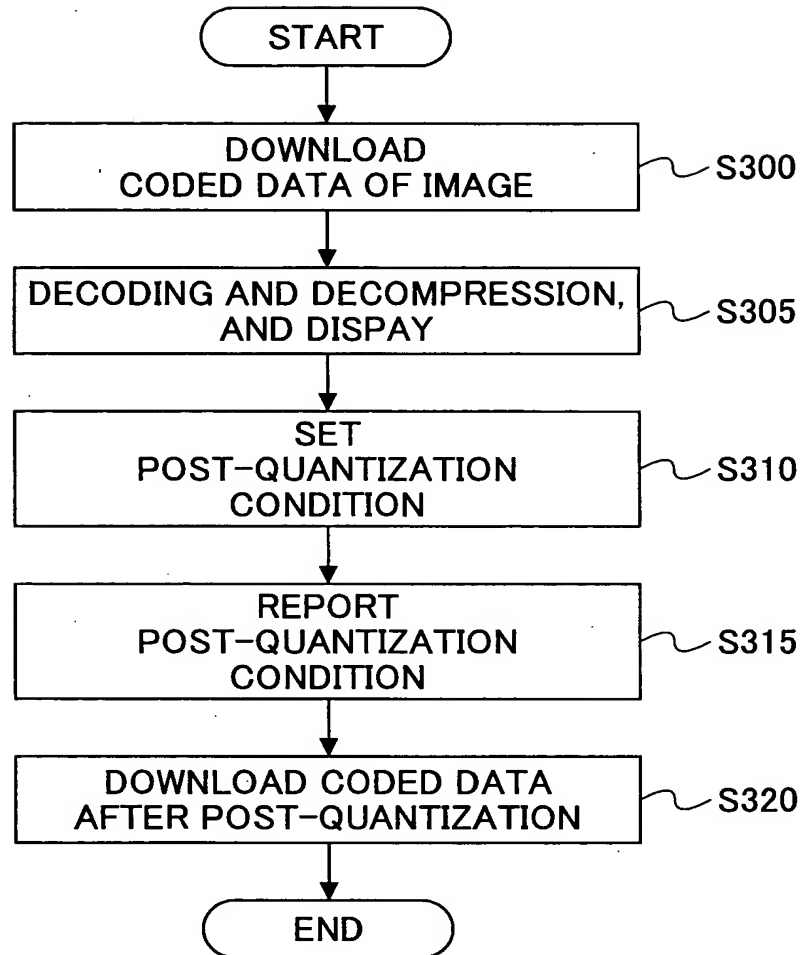 START
DOWNLOAD
CODED DATA OF IMAGE
S300
DECODING AND DECOMPRESSION,
AND DISPAY
S305
SET
POST-QUANTIZATION
CONDITION
S310
REPORT
POST-QUANTIZATION
CONDITION
S315
DOWNLOAD CODED DATA
AFTER POST-QUANTIZATION
S320
END